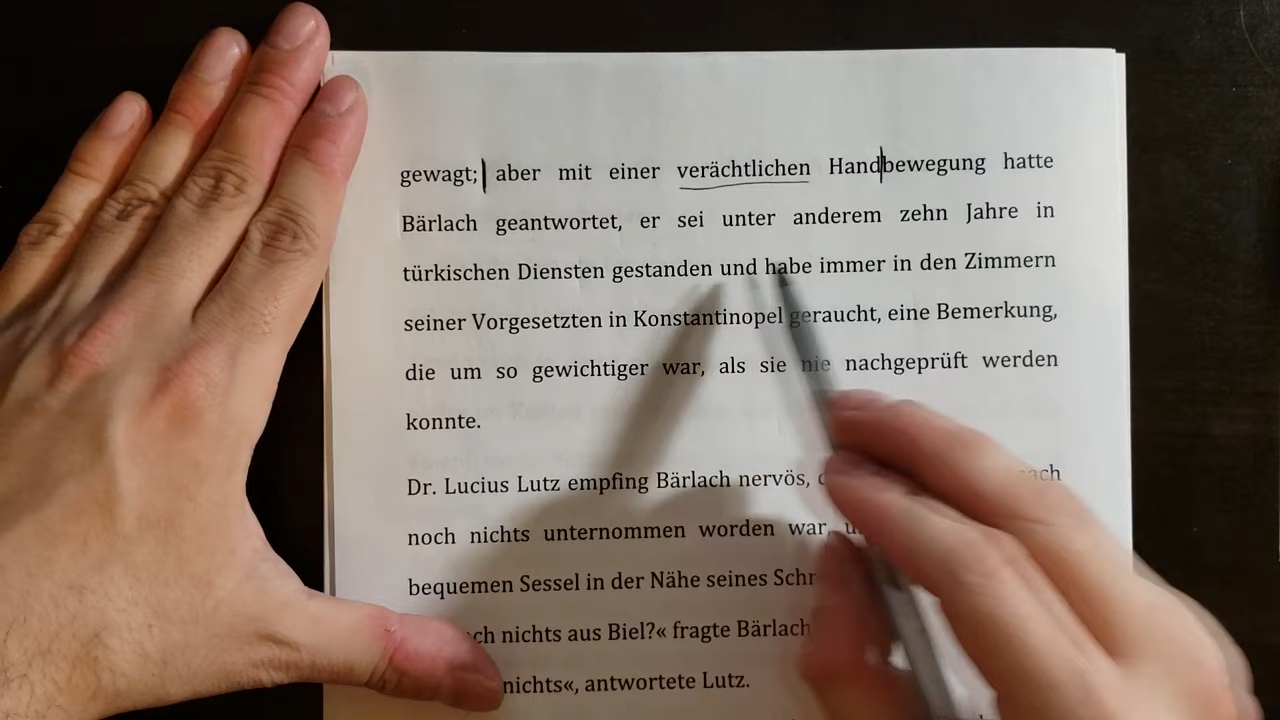 gewagt; aber mit einer verächtlichen Handbewegung hatte
Bärlach geantwortet, er sei unter anderem zehn Jahre in
türkischen Diensten gestanden und habe immer in den Zimmern
seiner Vorgesetzten in Konstantinopel geraucht, eine Bemerkung,
die um so gewichtiger war, als sie nie nachgeprüft werden
konnte.
Dr. Lucius Lutz empfing Bärlach nervös,
noch nichts unternommen worden war,
bequemen Sessel in der Nähe seines
nichts aus Biel?« fragte Bärlach
nichts«, antwortete Lutz.